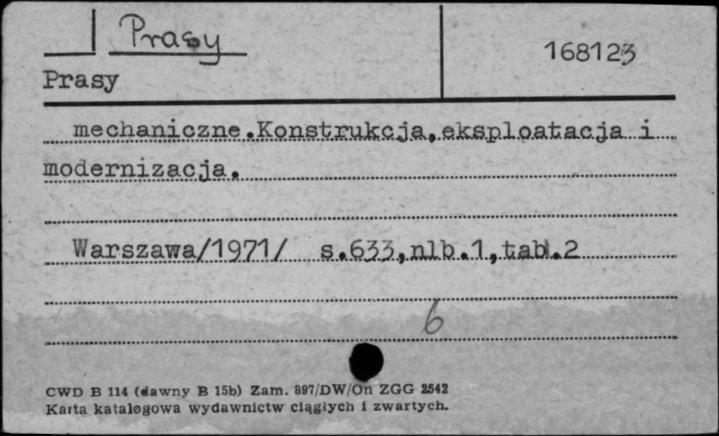 Prasy
168123
Prasy
mechaniczne.Konstrukcja,eksploatacja i
modernizacja.
Warszawa/1971/ s.633,nlb.1,tab.2
6
CWD B 114 (dawny B 15b) Zam. 897/DW/On ZGG 2542
Karta katalogowa wydawnictw ciągłych i zwartych.